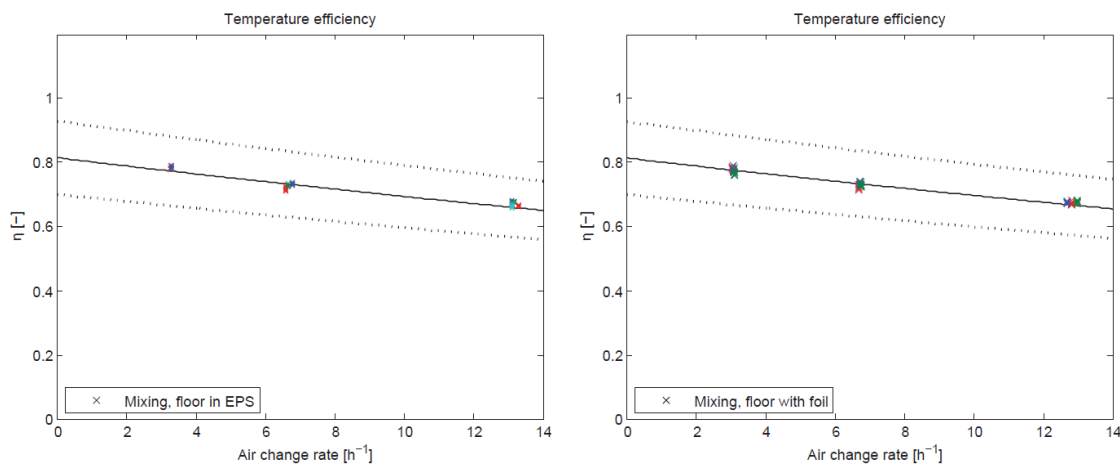 Temperature efficiency
1
0.8
0.6
0.4
0.2
0
η [−]
× Mixing, floor in EPS
0 2 4 6 8 10 12 14
Air change rate [h⁻¹]
Temperature efficiency
1
0.8
0.6
0.4
0.2
0
η [−]
× Mixing, floor with foil
0 2 4 6 8 10 12 14
Air change rate [h⁻¹]